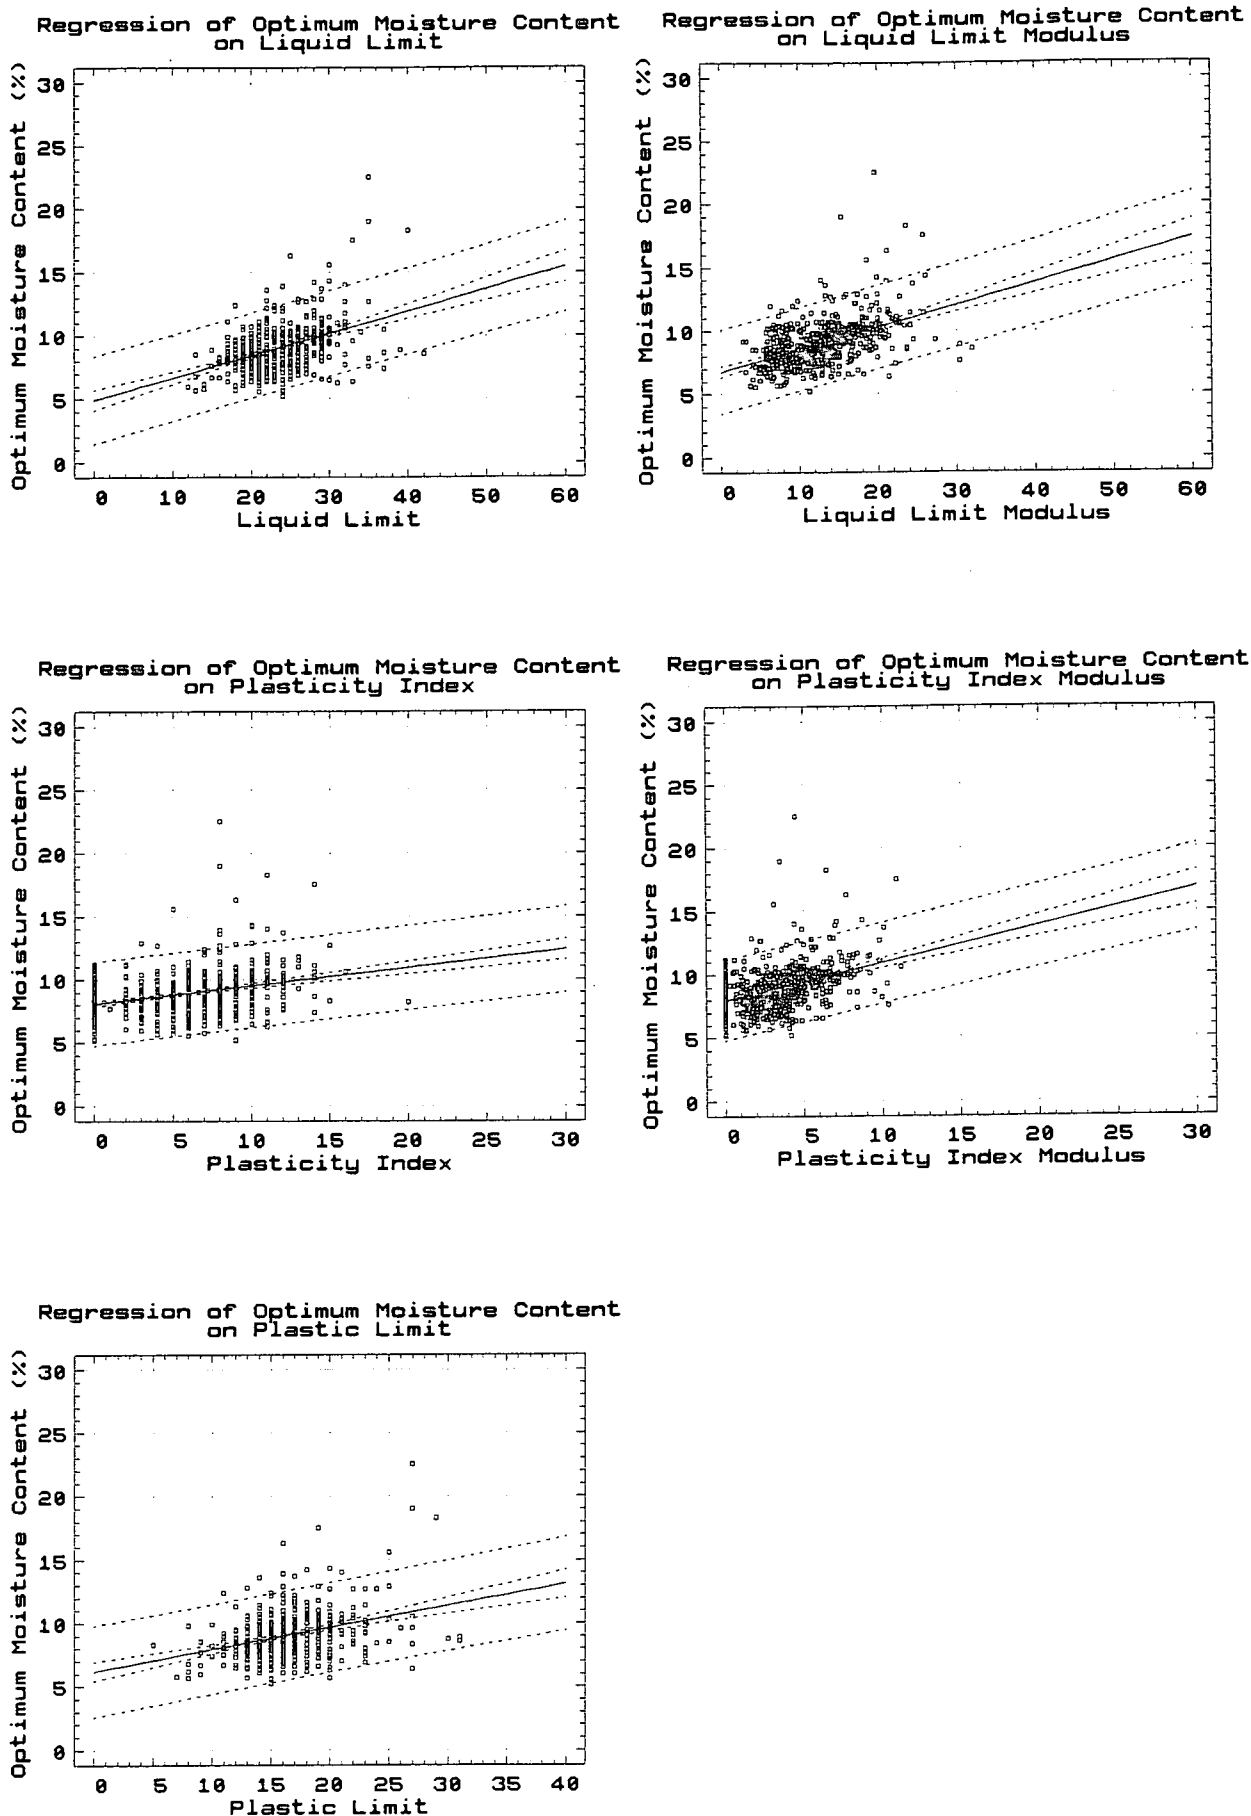 Regression of Optimum Moisture Content
on Liquid Limit
Optimum Moisture Content (%)
30
25
20
15
10
5
0
0 10 20 30 40 50 60
Liquid Limit
Regression of Optimum Moisture Content
on Liquid Limit Modulus
Optimum Moisture Content (%)
30
25
20
15
10
5
0
0 10 20 30 40 50 60
Liquid Limit Modulus
Regression of Optimum Moisture Content
on Plasticity Index
Optimum Moisture Content (%)
30
25
20
15
10
5
0
0 5 10 15 20 25 30
Plasticity Index
Regression of Optimum Moisture Content
on Plasticity Index Modulus
Optimum Moisture Content (%)
30
25
20
15
10
5
0
0 5 10 15 20 25 30
Plasticity Index Modulus
Regression of Optimum Moisture Content
on Plastic Limit
Optimum Moisture Content (%)
30
25
20
15
10
5
0
0 5 10 15 20 25 30 35 40
Plastic Limit